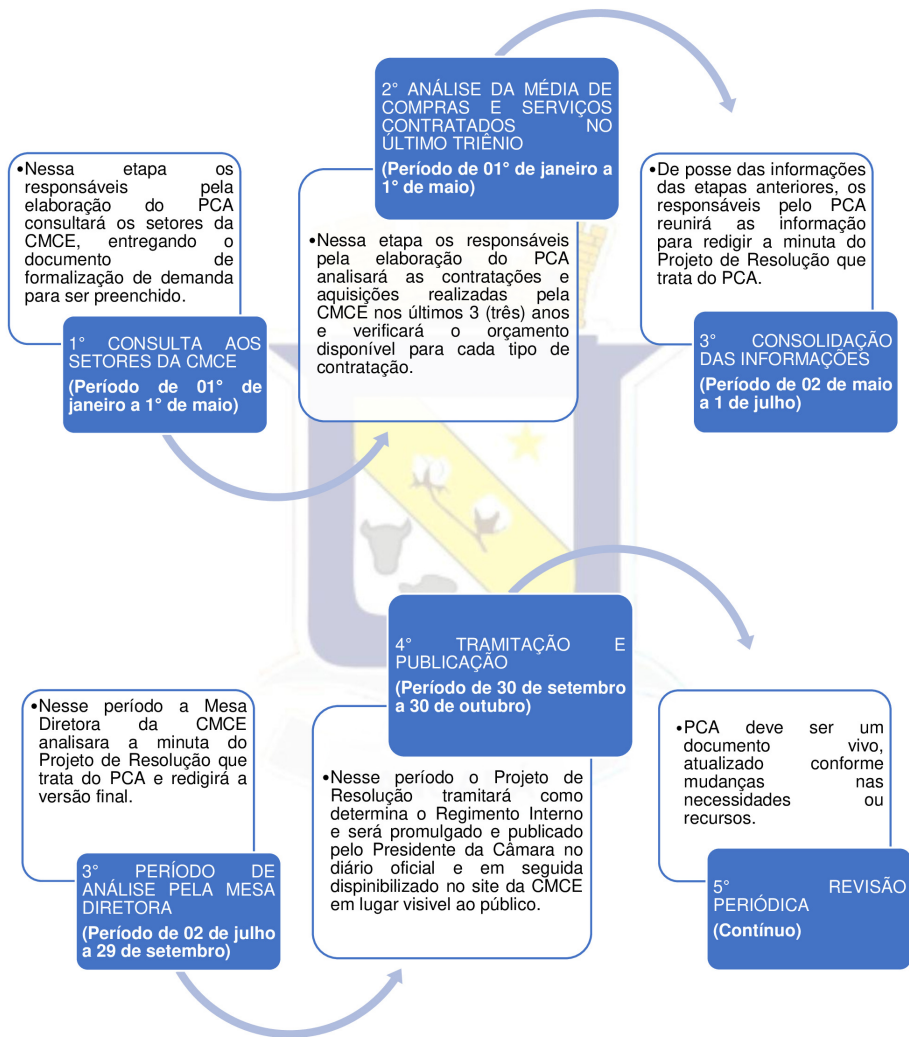 •Nessa etapa os
responsáveis pela
elaboração do PCA
consultará os setores da
CMCE, entregando o
documento de
formalização de demanda
para ser preenchido.
1° CONSULTA AOS
SETORES DA CMCE
(Período de 01° de
janeiro a 1° de maio)
2° ANÁLISE DA MÉDIA DE
COMPRAS E SERVIÇOS
CONTRATADOS NO
ÚLTIMO TRIÊNIO
(Período de 01° de janeiro a
1° de maio)
•Nessa etapa os responsáveis
pela elaboração do PCA
analisará as contratações e
aquisições realizadas pela
CMCE nos últimos 3 (três) anos
e verificará o orçamento
disponível para cada tipo de
contratação.
•De posse das informações
das etapas anteriores, os
responsáveis pelo PCA
reunirá as informação
para redigir a minuta do
Projeto de Resolução que
trata do PCA.
3° CONSOLIDAÇÃO
DAS INFORMAÇÕES
(Período de 02 de maio
a 1 de julho)
•Nesse período a Mesa
Diretora da CMCE
analisara a minuta do
Projeto de Resolução que
trata do PCA e redigirá a
versão final.
3° PERÍODO DE
ANÁLISE PELA MESA
DIRETORA
(Período de 02 de julho
a 29 de setembro)
4° TRAMITAÇÃO E
PUBLICAÇÃO
(Período de 30 de setembro
a 30 de outubro)
•Nesse período o Projeto de
Resolução tramitará como
determina o Regimento Interno
e será promulgado e publicado
pelo Presidente da Câmara no
diário oficial e em seguida
dispinibilizado no site da CMCE
em lugar visivel ao público.
•PCA deve ser um
documento vivo,
atualizado conforme
mudanças nas
necessidades ou
recursos.
5° REVISÃO
PERIÓDICA
(Contínuo)